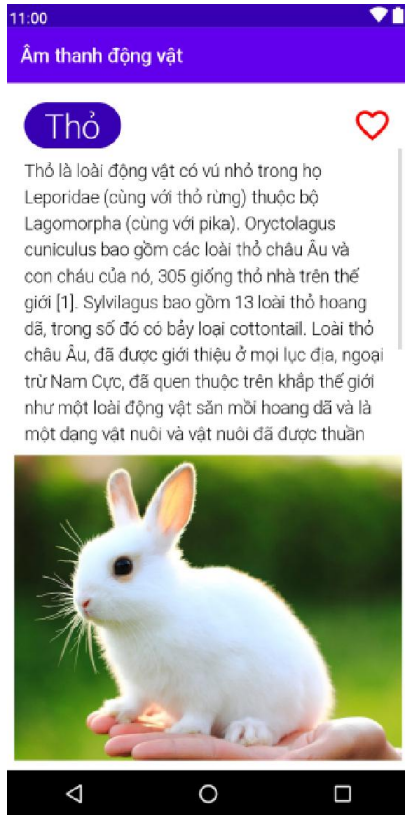 11:00
Âm thanh động vật
Thỏ
Thỏ là loài động vật có vú nhỏ trong họ
Leporidae (cùng với thỏ rừng) thuộc bộ
Lagomorpha (cùng với pika). Oryctolagus
cuniculus bao gồm các loài thỏ châu Âu và
con cháu của nó, 305 giống thỏ nhà trên thế
giới [1]. Sylvilagus bao gồm 13 loài thỏ hoang
dã, trong số đó có bảy loại cottontail. Loài thỏ
châu Âu, đã được giới thiệu ở mọi lục địa, ngoại
trừ Nam Cực, đã quen thuộc trên khắp thế giới
như một loài động vật săn mồi hoang dã và là
một dạng vật nuôi và vật nuôi đã được thuần